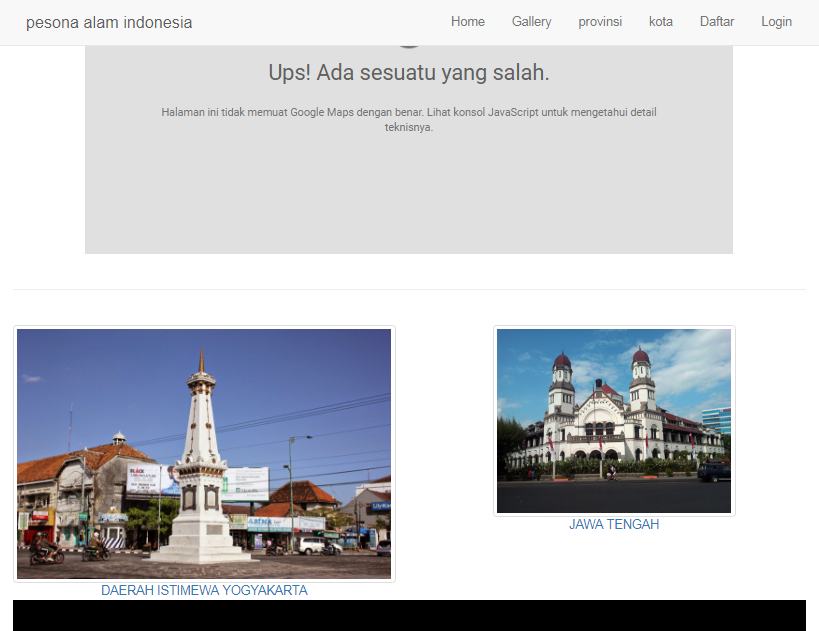 pesona alam indonesia
Home Gallery provinsi kota Daftar Login
Ups! Ada sesuatu yang salah.
Halaman ini tidak memuat Google Maps dengan benar. Lihat konsol JavaScript untuk mengetahui detail
teknisnya.
BLACK
DAERAH ISTIMEWA YOGYAKARTA
JAWA TENGAH